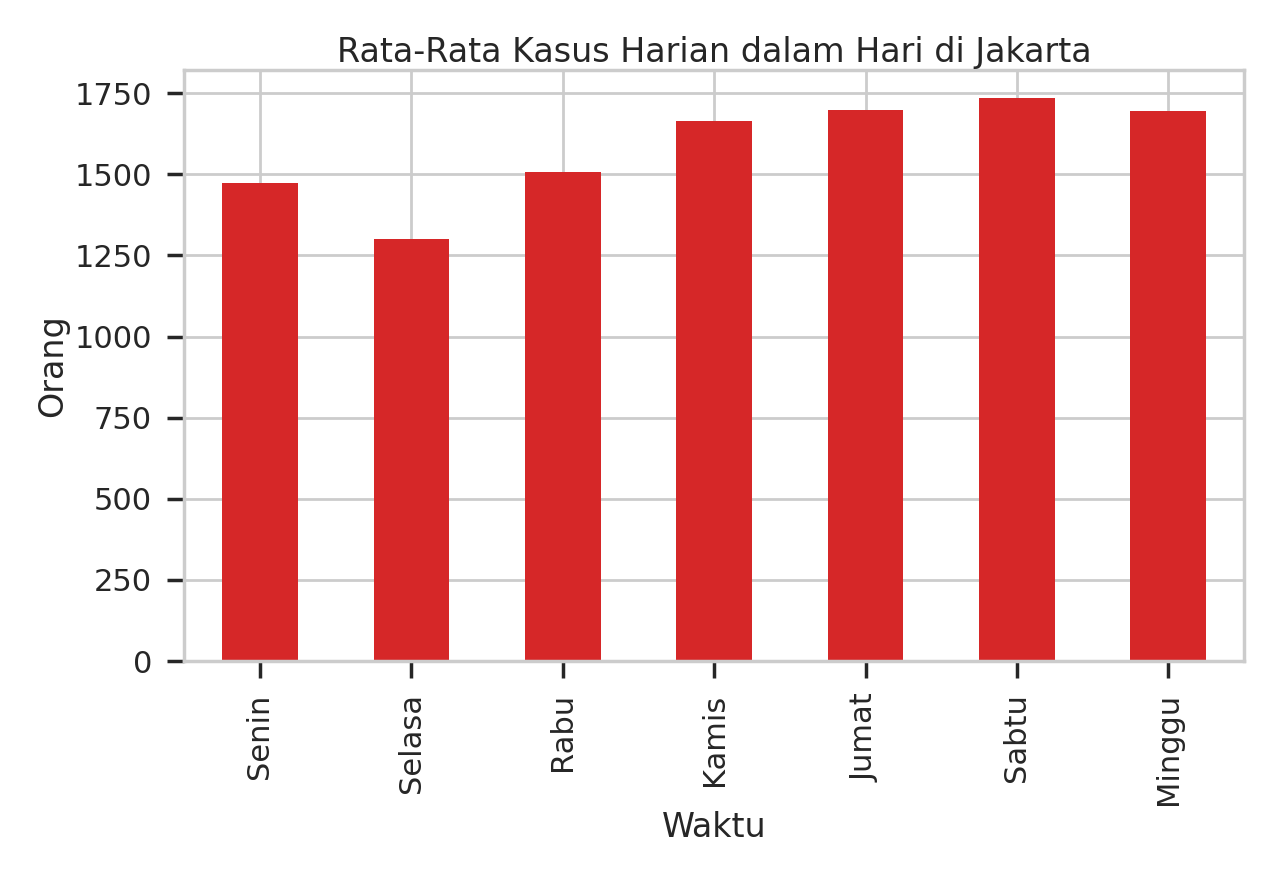 Rata-Rata Kasus Harian dalam Hari di Jakarta
1750
1500
1250
1000
750
500
250
0
Orang
Senin
Selasa
Rabu
Kamis
Jumat
Sabtu
Minggu
Waktu